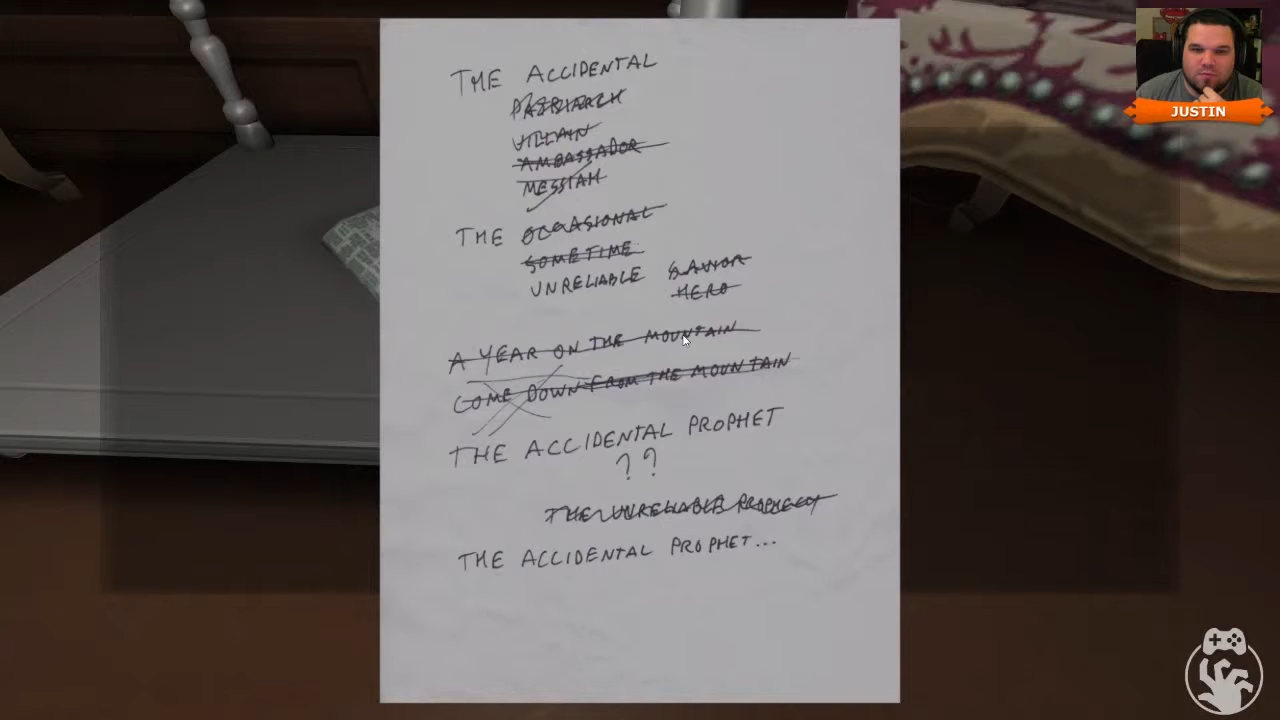 THE ACCIDENTAL
PATRIARCH
VILLAIN
AMBASSADOR
MESSIAH
THE OCCASIONAL
SOMETIME
UNRELIABLE SAVIOR
HERO
A YEAR ON THE MOUNTAIN
COME DOWN FROM THE MOUNTAIN
THE ACCIDENTAL PROPHET
??
THE UNRELIABLE PROPHECY
THE ACCIDENTAL PROPHET...
JUSTIN